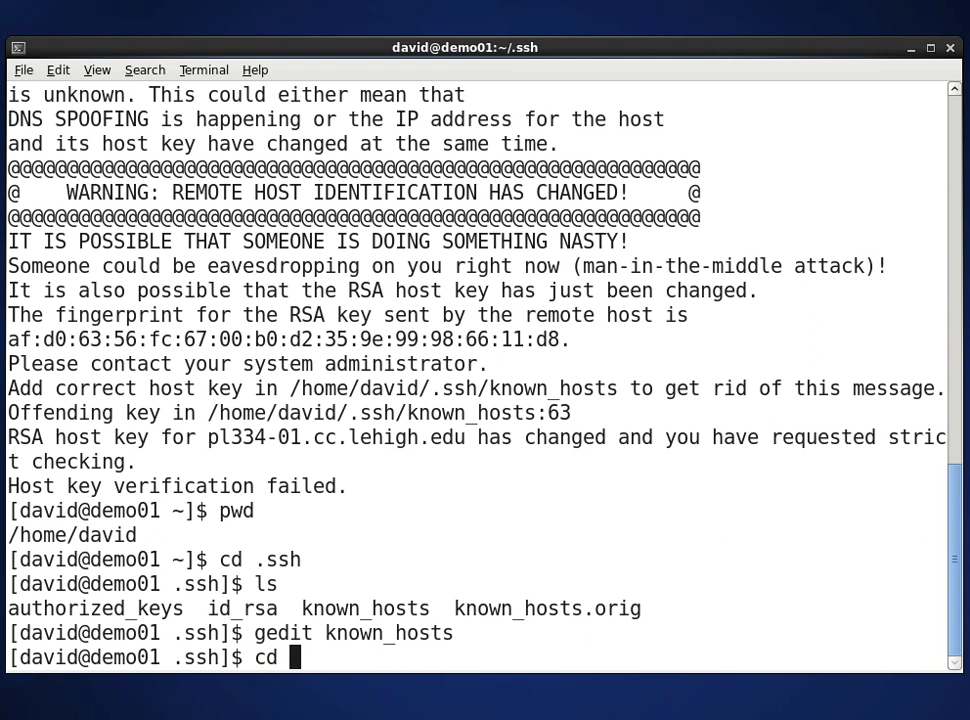 david@demo01:~/.ssh
File Edit View Search Terminal Help
is unknown. This could either mean that
DNS SPOOFING is happening or the IP address for the host
and its host key have changed at the same time.
@@@@@@@@@@@@@@@@@@@@@@@@@@@@@@@@@@@@@@@@@@@@@@@@@@@@@@@@@@@
@    WARNING: REMOTE HOST IDENTIFICATION HAS CHANGED!     @
@@@@@@@@@@@@@@@@@@@@@@@@@@@@@@@@@@@@@@@@@@@@@@@@@@@@@@@@@@@
IT IS POSSIBLE THAT SOMEONE IS DOING SOMETHING NASTY!
Someone could be eavesdropping on you right now (man-in-the-middle attack)!
It is also possible that the RSA host key has just been changed.
The fingerprint for the RSA key sent by the remote host is
af:d0:63:56:fc:67:00:b0:d2:35:9e:99:98:66:11:d8.
Please contact your system administrator.
Add correct host key in /home/david/.ssh/known_hosts to get rid of this message.
Offending key in /home/david/.ssh/known_hosts:63
RSA host key for pl334-01.cc.lehigh.edu has changed and you have requested stric
t checking.
Host key verification failed.
[david@demo01 ~]$ pwd
/home/david
[david@demo01 ~]$ cd .ssh
[david@demo01 .ssh]$ ls
authorized_keys  id_rsa  known_hosts  known_hosts.orig
[david@demo01 .ssh]$ gedit known_hosts
[david@demo01 .ssh]$ cd